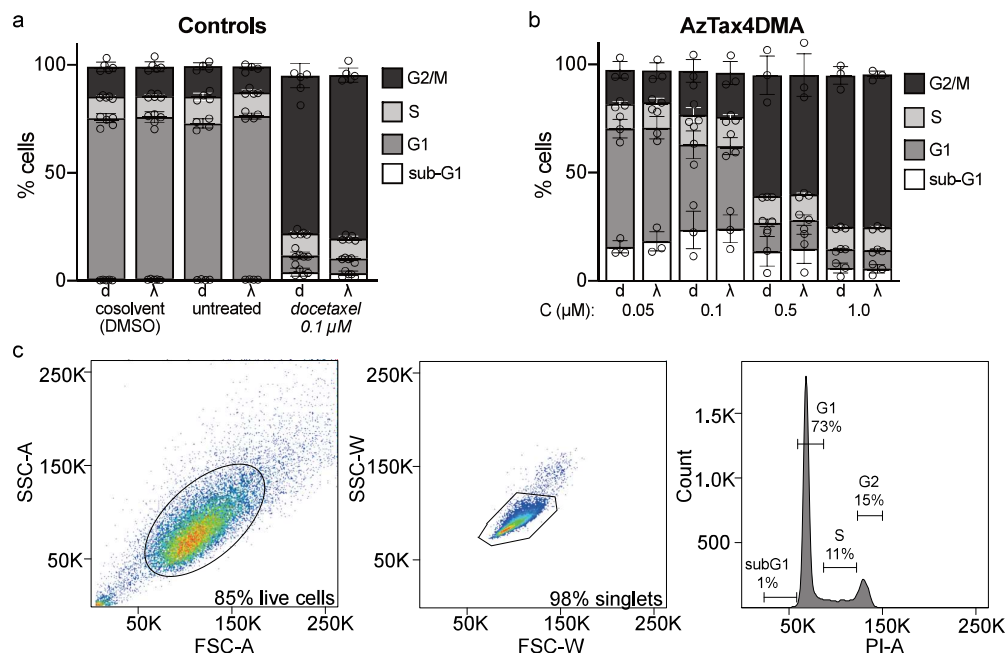 a
Controls
% cells
100
50
0
G2/M
S
G1
sub-G1
d λ d λ d λ
cosolvent (DMSO)
untreated
docetaxel 0.1 µM
b
AzTax4DMA
% cells
100
50
0
G2/M
S
G1
sub-G1
d λ d λ d λ d λ
C (µM): 0.05 0.1 0.5 1.0
c
SSC-A
250K
150K
50K
85% live cells
50K 150K 250K
FSC-A
SSC-W
250K
150K
50K
98% singlets
50K 150K 250K
FSC-W
Count
1.5K
1.0K
500
G1
73%
G2
15%
S
11%
subG1
1%
50K 150K 250K
PI-A